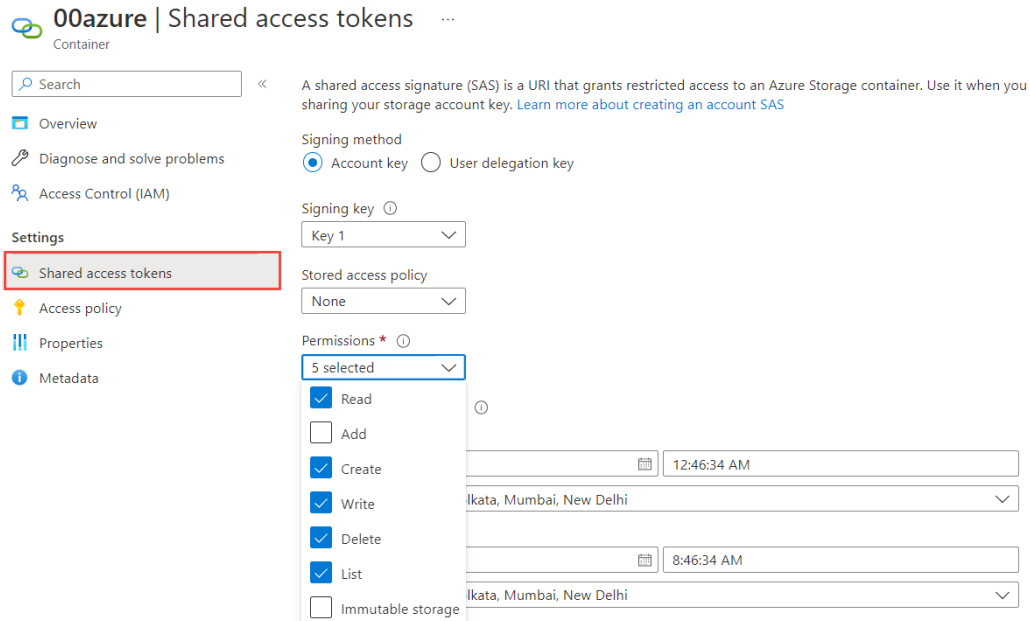 00azure | Shared access tokens ...
Container
Search
«
Overview
Diagnose and solve problems
Access Control (IAM)
Settings
Shared access tokens
Access policy
Properties
Metadata
A shared access signature (SAS) is a URI that grants restricted access to an Azure Storage container. Use it when you
sharing your storage account key. Learn more about creating an account SAS
Signing method
Account key
User delegation key
Signing key
Key 1
Stored access policy
None
Permissions *
5 selected
Read
Add
Create
Write
Delete
List
Immutable storage
12:46:34 AM
lkata, Mumbai, New Delhi
8:46:34 AM
lkata, Mumbai, New Delhi